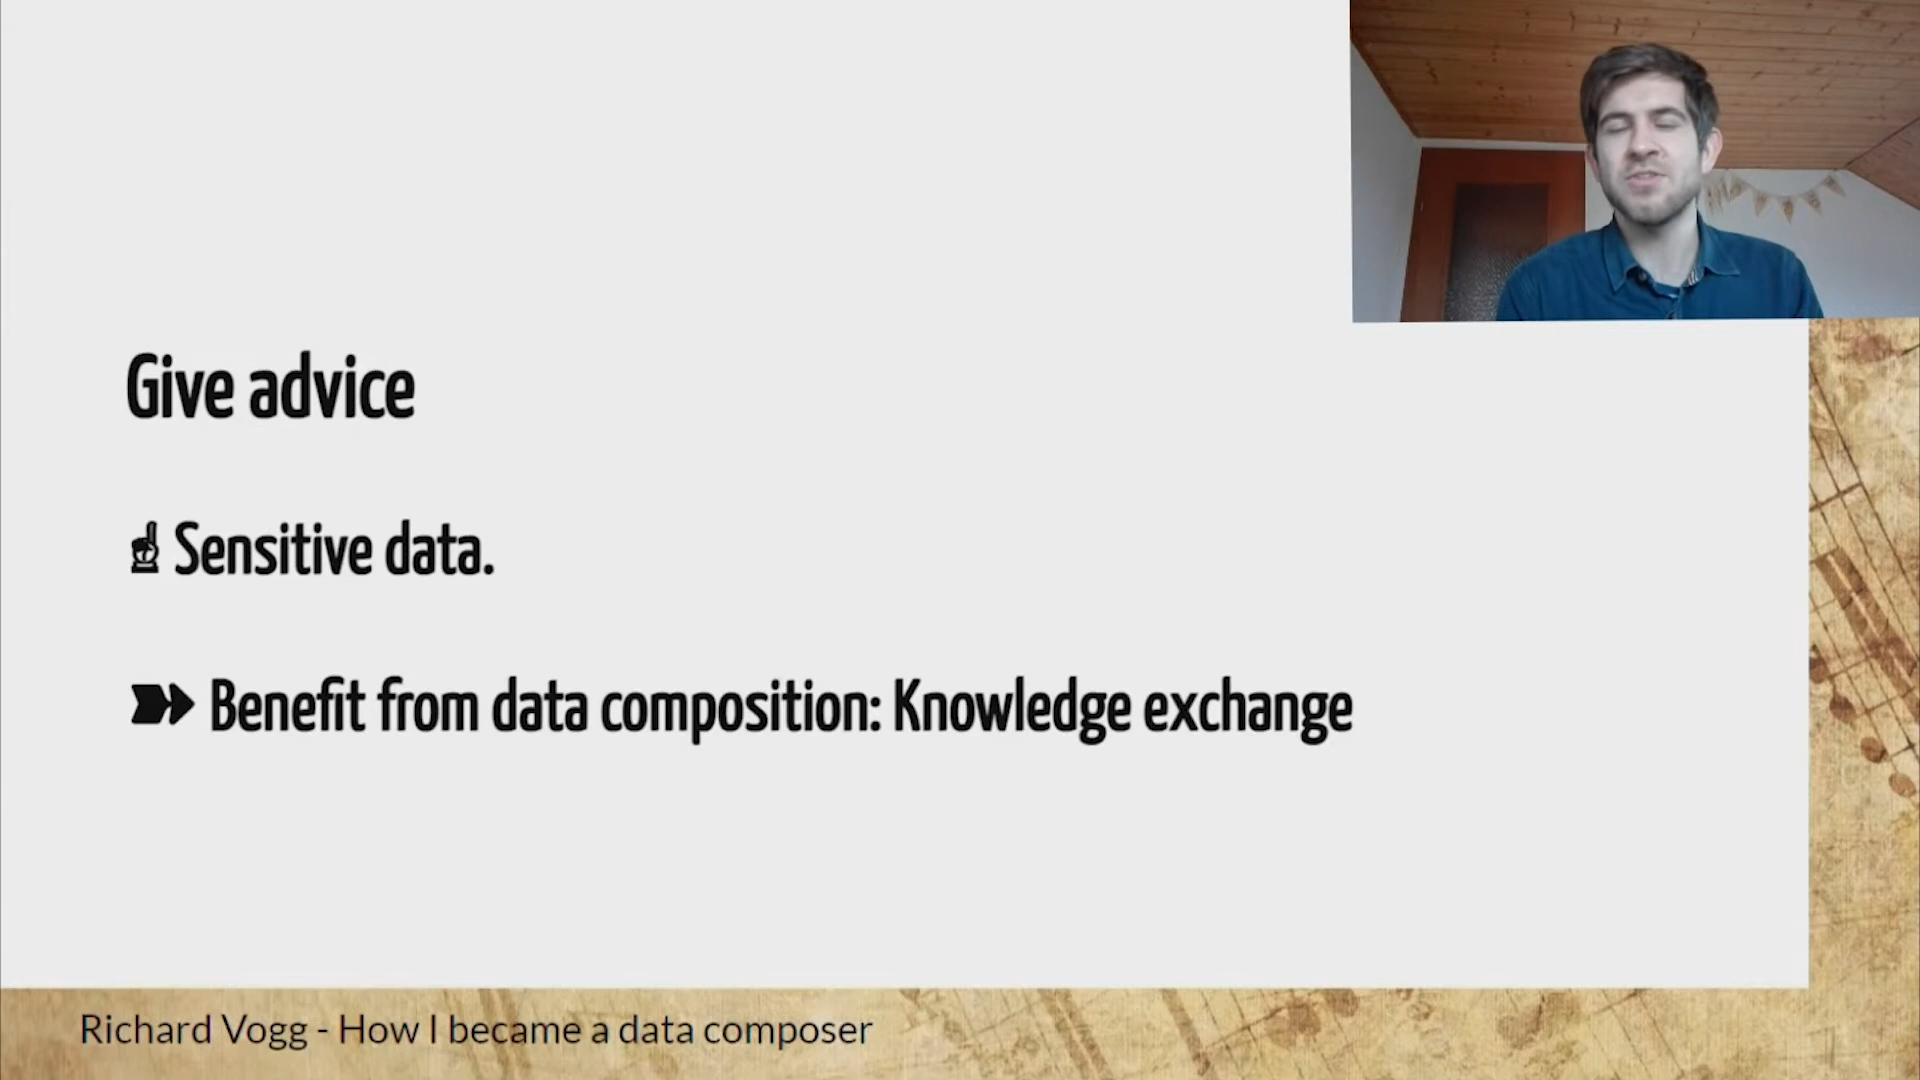 Give advice
☝ Sensitive data.
Benefit from data composition: Knowledge exchange
Richard Vogg - How I became a data composer